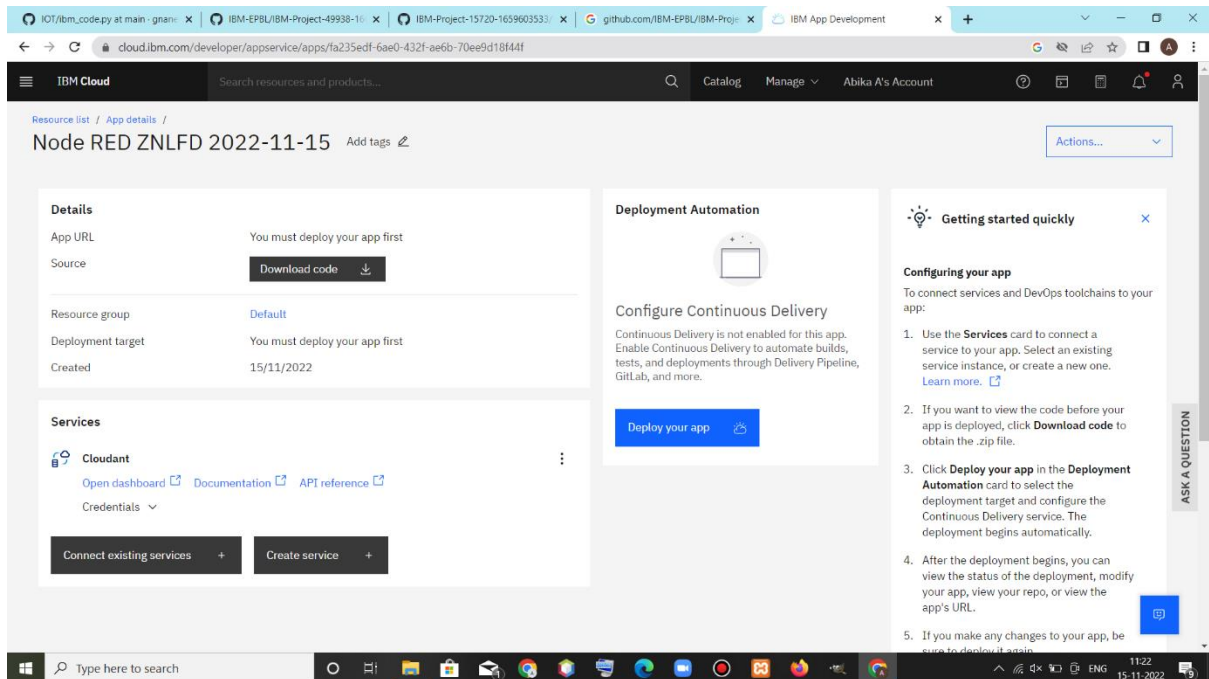 IOT/ibm_code.py at main · gnane
IBM-EPBL/IBM-Project-49938-16
IBM-Project-15720-1659603533/
github.com/IBM-EPBL/IBM-Proje
IBM App Development
cloud.ibm.com/developer/appservice/apps/fa235edf-6ae0-432f-ae6b-70ee9d18f44f
IBM Cloud
Search resources and products...
Catalog
Manage
Abika A's Account
Resource list / App details /
Node RED ZNLFD 2022-11-15
Add tags
Actions...
Details
App URL
You must deploy your app first
Source
Download code
Resource group
Default
Deployment target
You must deploy your app first
Created
15/11/2022
Services
Cloudant
Open dashboard
Documentation
API reference
Credentials
Connect existing services +
Create service +
Deployment Automation
Configure Continuous Delivery
Continuous Delivery is not enabled for this app.
Enable Continuous Delivery to automate builds,
tests, and deployments through Delivery Pipeline,
GitLab, and more.
Deploy your app
Getting started quickly
Configuring your app
To connect services and DevOps toolchains to your
app:
1. Use the Services card to connect a
service to your app. Select an existing
service instance, or create a new one.
Learn more.
2. If you want to view the code before your
app is deployed, click Download code to
obtain the .zip file.
3. Click Deploy your app in the Deployment
Automation card to select the
deployment target and configure the
Continuous Delivery service. The
deployment begins automatically.
4. After the deployment begins, you can
view the status of the deployment, modify
your app, view your repo, or view the
app's URL.
5. If you make any changes to your app, be
sure to deploy it again.
ASK A QUESTION
Type here to search
ENG
11:22
15-11-2022